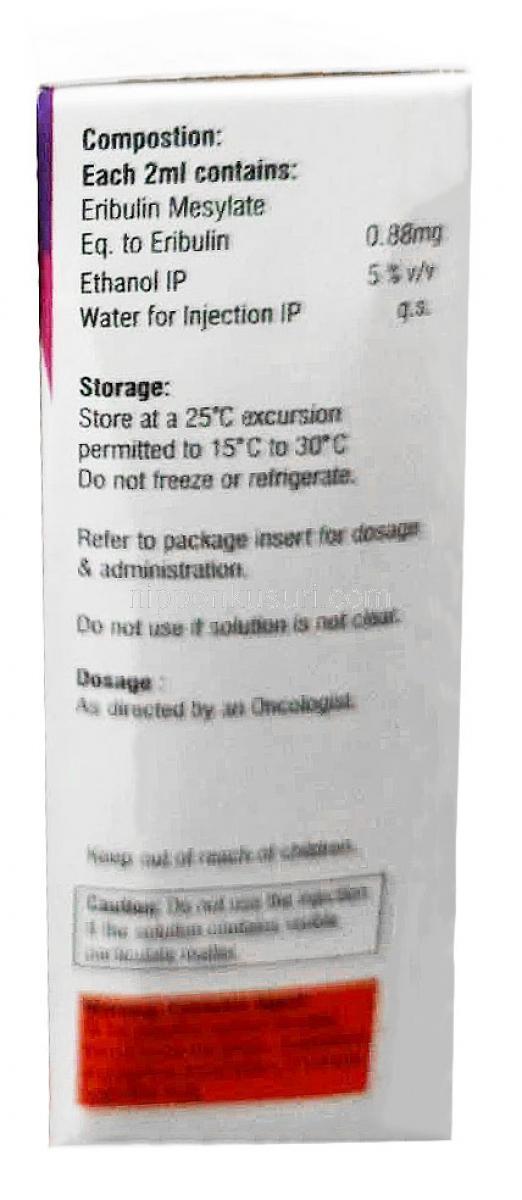 Compostion:
Each 2ml contains:
Eribulin Mesylate
Eq. to Eribulin 0.88mg
Ethanol IP 5 % v/v
Water for Injection IP q.s.
Storage:
Store at a 25°C excursion
permitted to 15°C to 30°C
Do not freeze or refrigerate.
Refer to package insert for dosage
& administration.
nipponkusuri.com
Do not use if solution is not clear.
Dosage :
As directed by an Oncologist.
Keep out of reach of children.
Caution: Do not use the injection
if the solution contains visible
particulate matter.